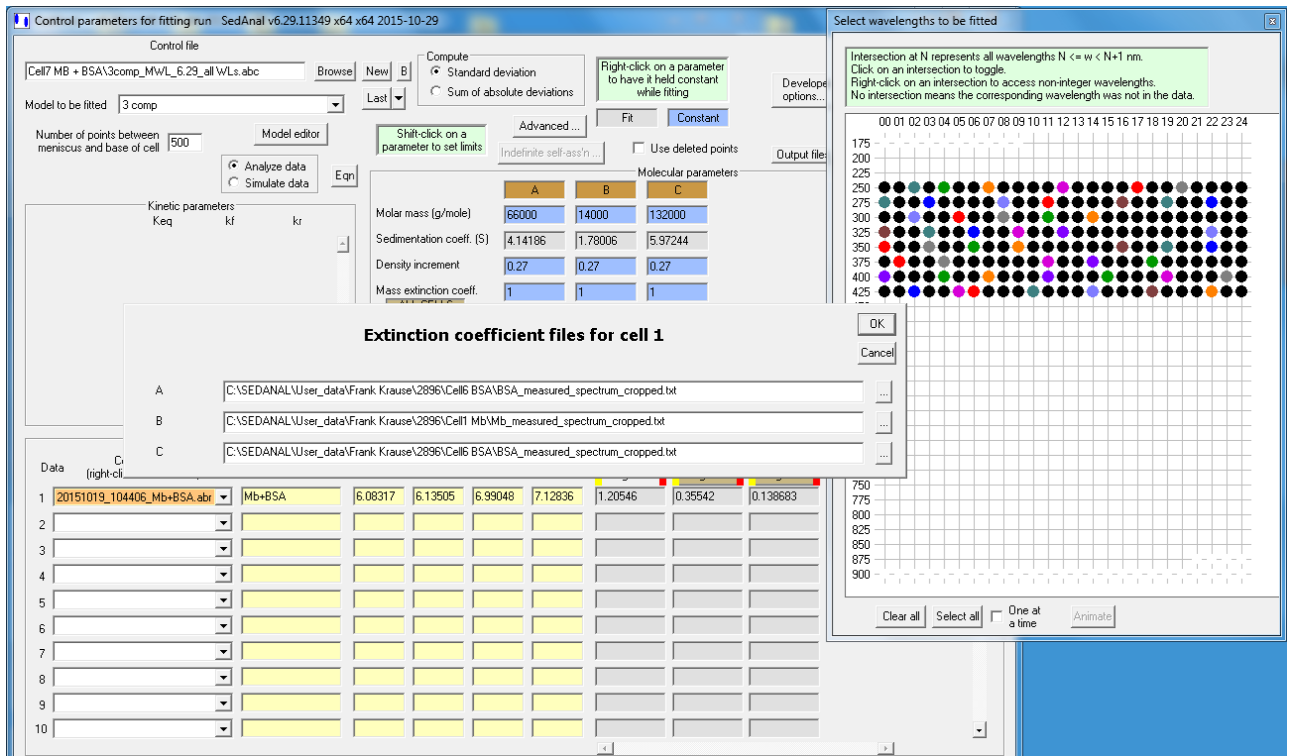 Control parameters for fitting run SedAnal v6.29.11349 x64 x64 2015-10-29
Control file
Cell7 MB + BSA\3comp_MWL_6.29_all WLs.abc Browse New B
Last
Model to be fitted 3 comp
Number of points between meniscus and base of cell 500
Model editor
Analyze data
Simulate data
Eqn
Compute
Standard deviation
Sum of absolute deviations
Right-click on a parameter
to have it held constant
while fitting
Develope
options...
Fit Constant
Shift-click on a
parameter to set limits
Advanced ...
Indefinite self-ass'n ...
Use deleted points
Output file
Kinetic parameters
Keq kf kr
Molecular parameters
A B C
Molar mass (g/mole) 66000 14000 132000
Sedimentation coeff. (S) 4.14186 1.78006 5.97244
Density increment 0.27 0.27 0.27
Mass extinction coeff. 1 1 1
Extinction coefficient files for cell 1
OK
Cancel
A C:\SEDANAL\User_data\Frank Krause\2896\Cell6 BSA\BSA_measured_spectrum_cropped.txt ...
B C:\SEDANAL\User_data\Frank Krause\2896\Cell1 Mb\Mb_measured_spectrum_cropped.txt ...
C C:\SEDANAL\User_data\Frank Krause\2896\Cell6 BSA\BSA_measured_spectrum_cropped.txt ...
Data
(right-cli
1 20151019_104406_Mb+BSA.abr Mb+BSA 6.08317 6.13505 6.99048 7.12836 1.20546 0.35542 0.138683
2
3
4
5
6
7
8
9
10
Select wavelengths to be fitted
Intersection at N represents all wavelengths N <= w < N+1 nm.
Click on an intersection to toggle.
Right-click on an intersection to access non-integer wavelengths.
No intersection means the corresponding wavelength was not in the data.
00 01 02 03 04 05 06 07 08 09 10 11 12 13 14 15 16 17 18 19 20 21 22 23 24
175
200
225
250
275
300
325
350
375
400
425
750
775
800
825
850
875
900
Clear all Select all One at
a time
Animate